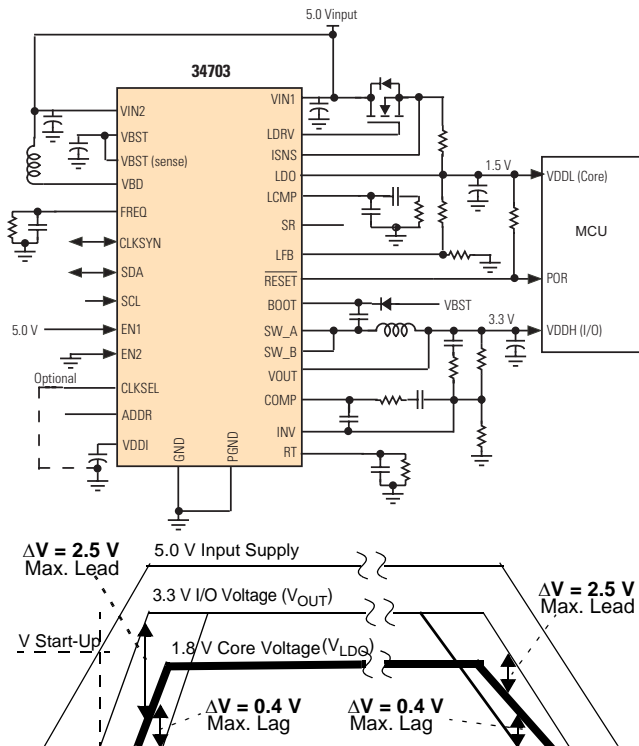 5.0 Vinput
34703
VIN2
VBST
VBST (sense)
VBD
FREQ
CLKSYN
SDA
SCL
5.0 V
EN1
EN2
Optional
CLKSEL
ADDR
VDDI
GND
PGND
VIN1
LDRV
ISNS
LDO
LCMP
SR
LFB
RESET
BOOT
VBST
SW_A
SW_B
VOUT
COMP
INV
RT
1.5 V
VDDL (Core)
MCU
POR
3.3 V
VDDH (I/O)
ΔV = 2.5 V
Max. Lead
5.0 V Input Supply
3.3 V I/O Voltage (VOUT)
ΔV = 2.5 V
Max. Lead
V Start-Up
1.8 V Core Voltage(VLDO)
ΔV = 0.4 V
Max. Lag
ΔV = 0.4 V
Max. Lag